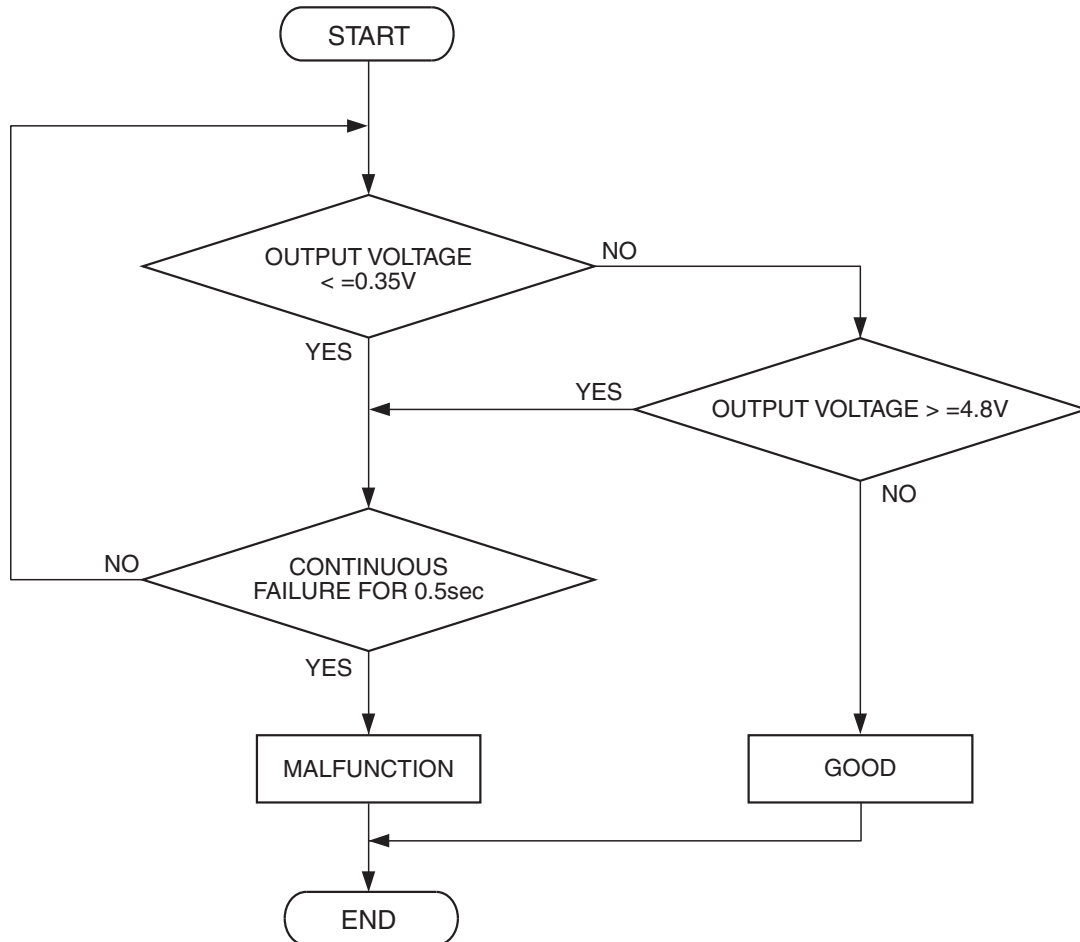 START
OUTPUT VOLTAGE
< =0.35V
NO
YES
YES
OUTPUT VOLTAGE > =4.8V
NO
NO
CONTINUOUS
FAILURE FOR 0.5sec
YES
MALFUNCTION
GOOD
END